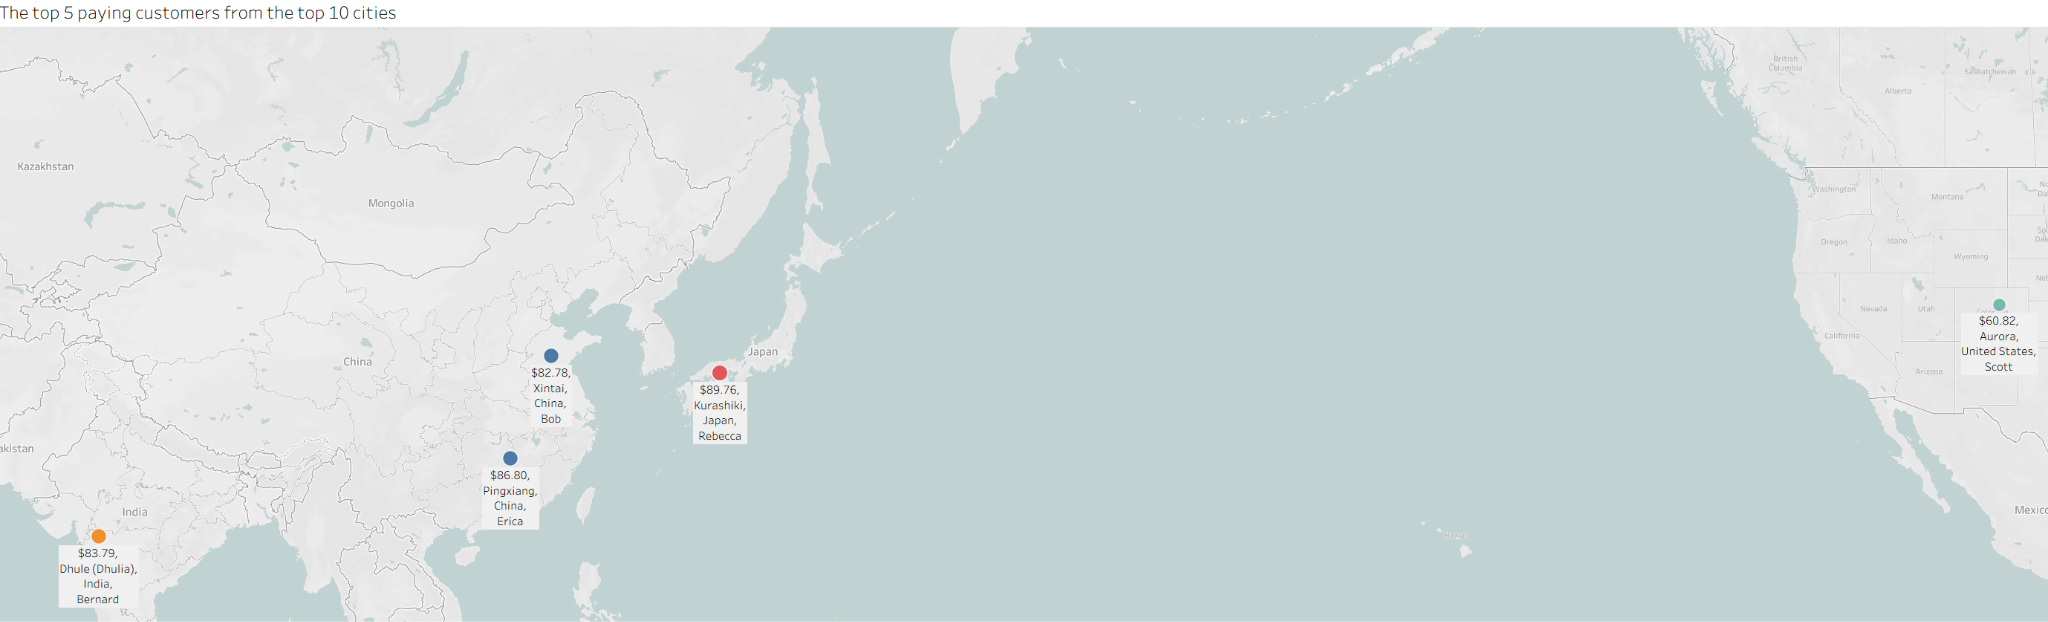 The top 5 paying customers from the top 10 cities
British
Columbia
Saskatchewan
Alberta
Kazakhstan
Mongolia
Washington
Montana
Oregon
Idaho
Wyoming
Nevada
Utah
California
Arizona
China
Japan
akistan
India
Mexico
Hawaii
$60.82,
Aurora,
United States,
Scott
$82.78,
Xintai,
China,
Bob
$89.76,
Kurashiki,
Japan,
Rebecca
$86.80,
Pingxiang,
China,
Erica
$83.79,
Dhule (Dhulia),
India,
Bernard